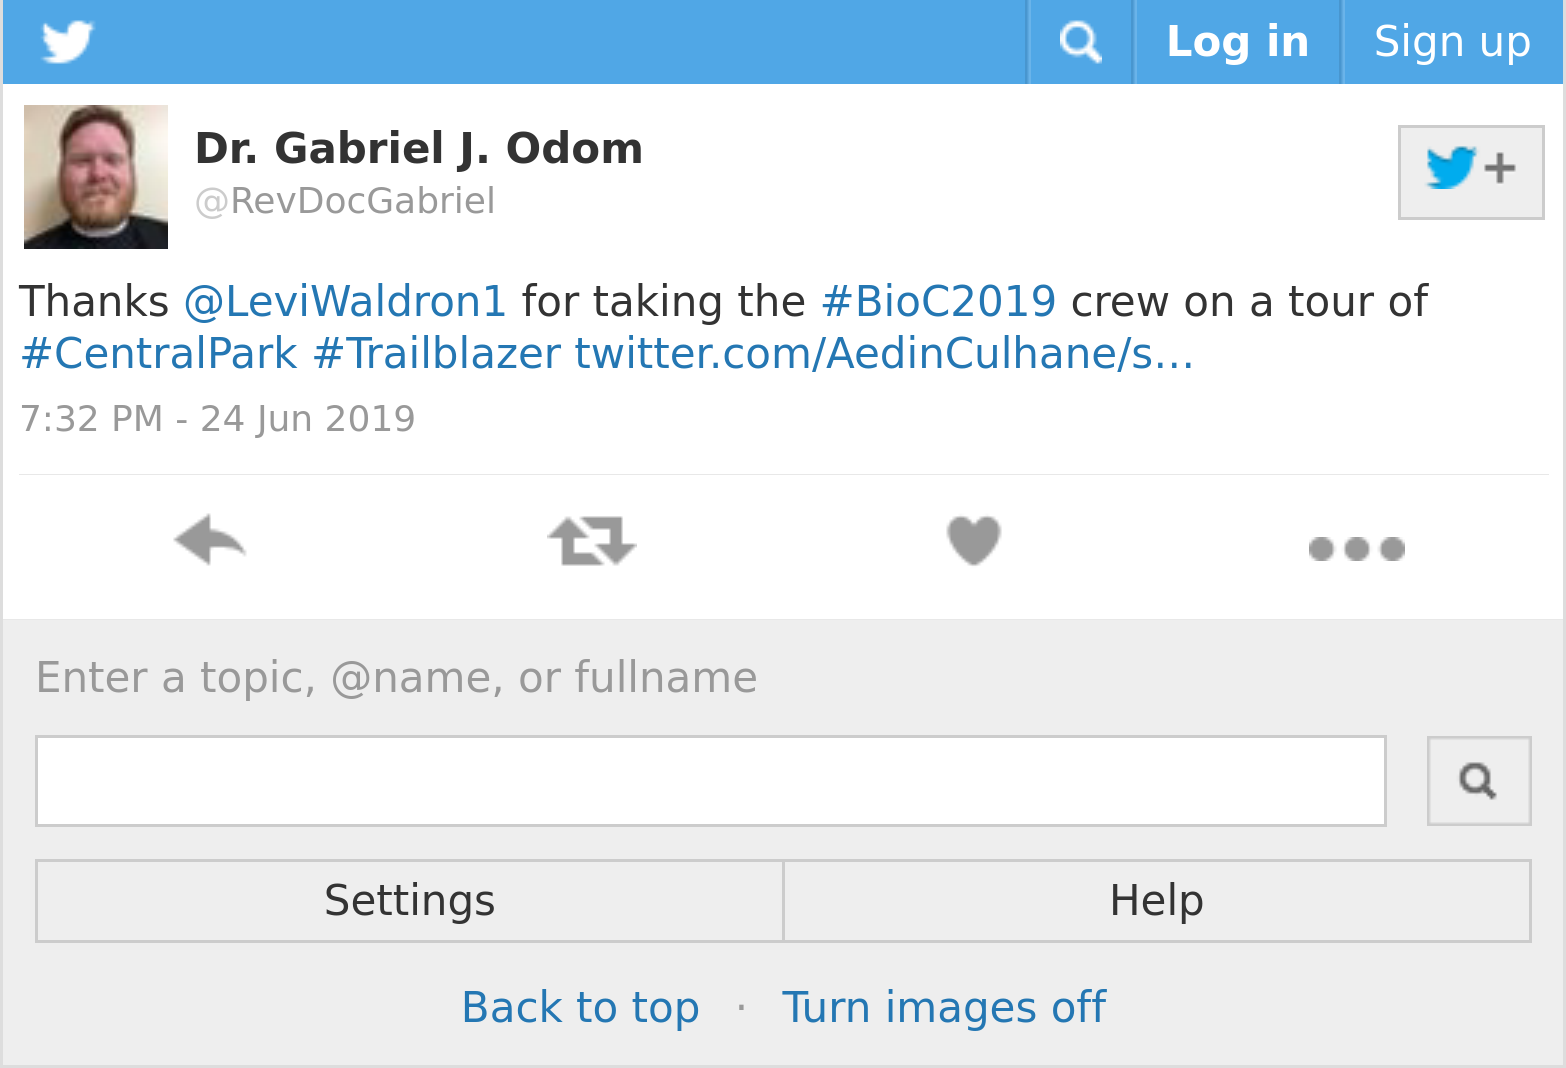 Log in
Sign up
Dr. Gabriel J. Odom
@RevDocGabriel
+
Thanks @LeviWaldron1 for taking the #BioC2019 crew on a tour of
#CentralPark #Trailblazer twitter.com/AedinCulhane/s…
7:32 PM - 24 Jun 2019
Enter a topic, @name, or fullname
Settings
Help
Back to top · Turn images off